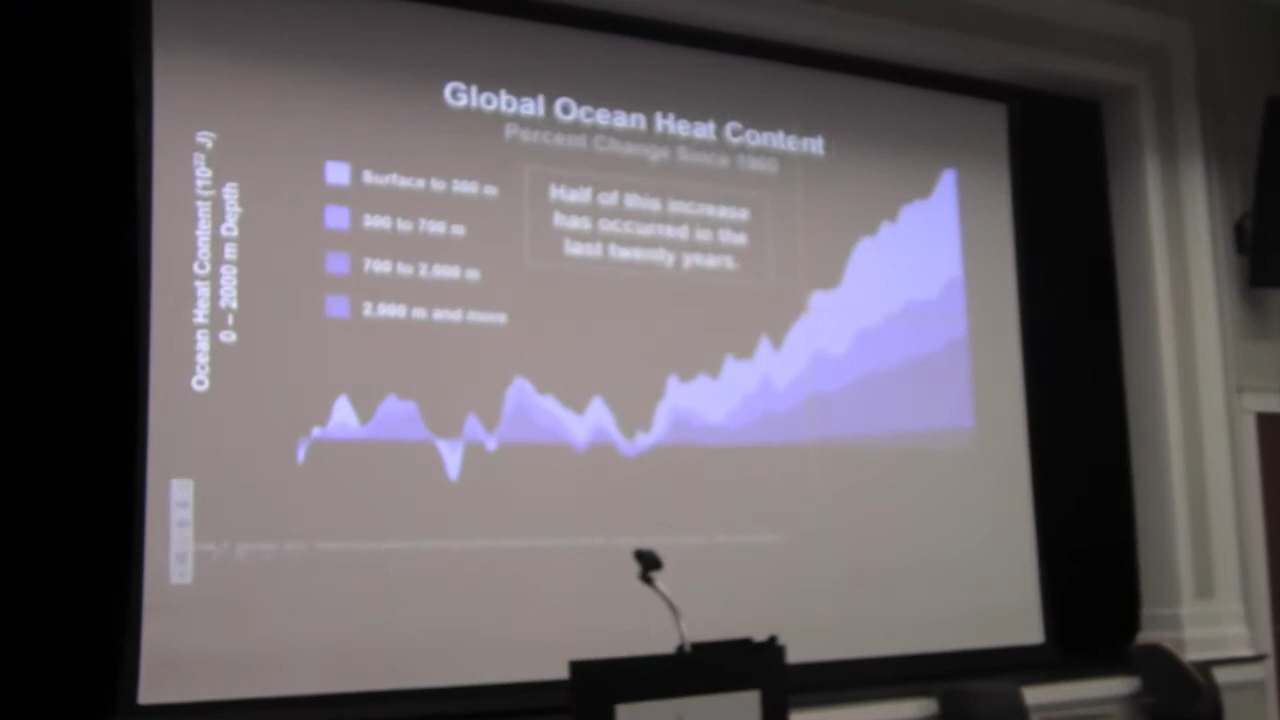 Global Ocean Heat Content
Percent Change Since
Ocean Heat Content (10²² J)
0 – 2000 m Depth
Surface to 300 m
300 to 700 m
700 to 2,000 m
2,000 m and more
Half of this increase
has occurred in the
last twenty years.